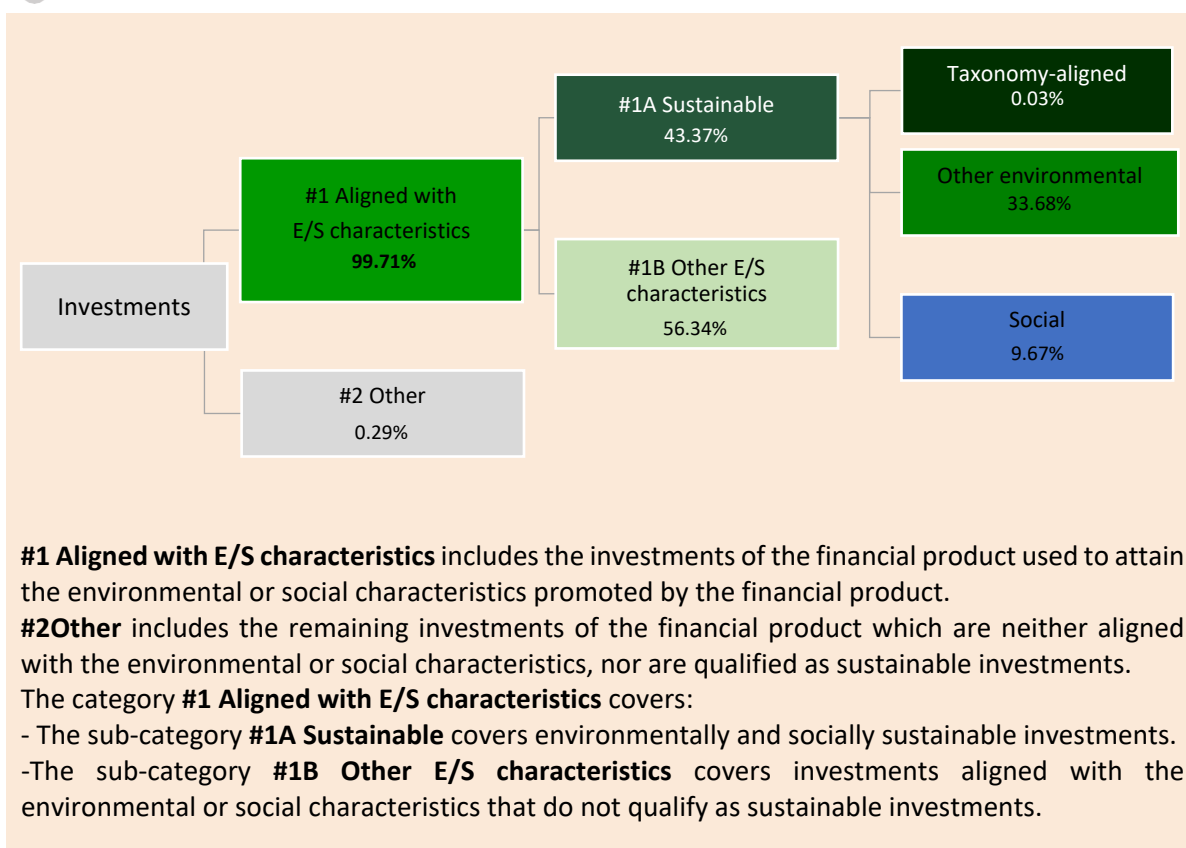 Investments
#1 Aligned with
E/S characteristics
99.71%
#2 Other
0.29%
#1A Sustainable
43.37%
#1B Other E/S
characteristics
56.34%
Taxonomy-aligned
0.03%
Other environmental
33.68%
Social
9.67%
#1 Aligned with E/S characteristics includes the investments of the financial product used to attain
the environmental or social characteristics promoted by the financial product.
#2Other includes the remaining investments of the financial product which are neither aligned
with the environmental or social characteristics, nor are qualified as sustainable investments.
The category #1 Aligned with E/S characteristics covers:
- The sub-category #1A Sustainable covers environmentally and socially sustainable investments.
-The sub-category #1B Other E/S characteristics covers investments aligned with the
environmental or social characteristics that do not qualify as sustainable investments.